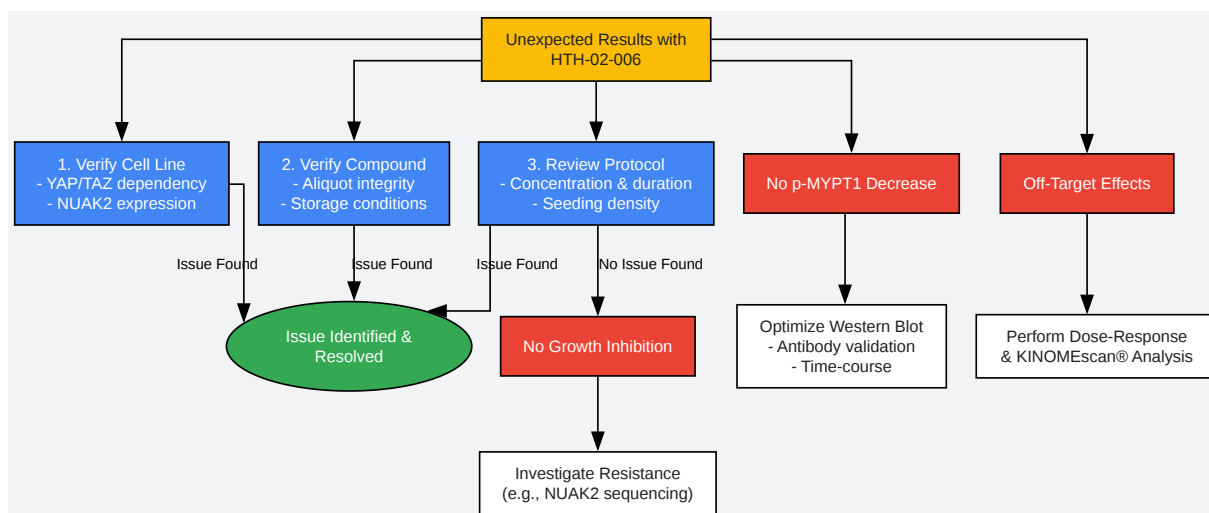 Unexpected Results with
HTH-02-006
1. Verify Cell Line
- YAP/TAZ dependency
- NUAK2 expression
2. Verify Compound
- Aliquot integrity
- Storage conditions
3. Review Protocol
- Concentration & duration
- Seeding density
No p-MYPT1 Decrease
Off-Target Effects
Issue Found
Issue Found
Issue Found
No Issue Found
Issue Identified &
Resolved
No Growth Inhibition
Optimize Western Blot
- Antibody validation
- Time-course
Perform Dose-Response
& KINOMEscan® Analysis
Investigate Resistance
(e.g., NUAK2 sequencing)